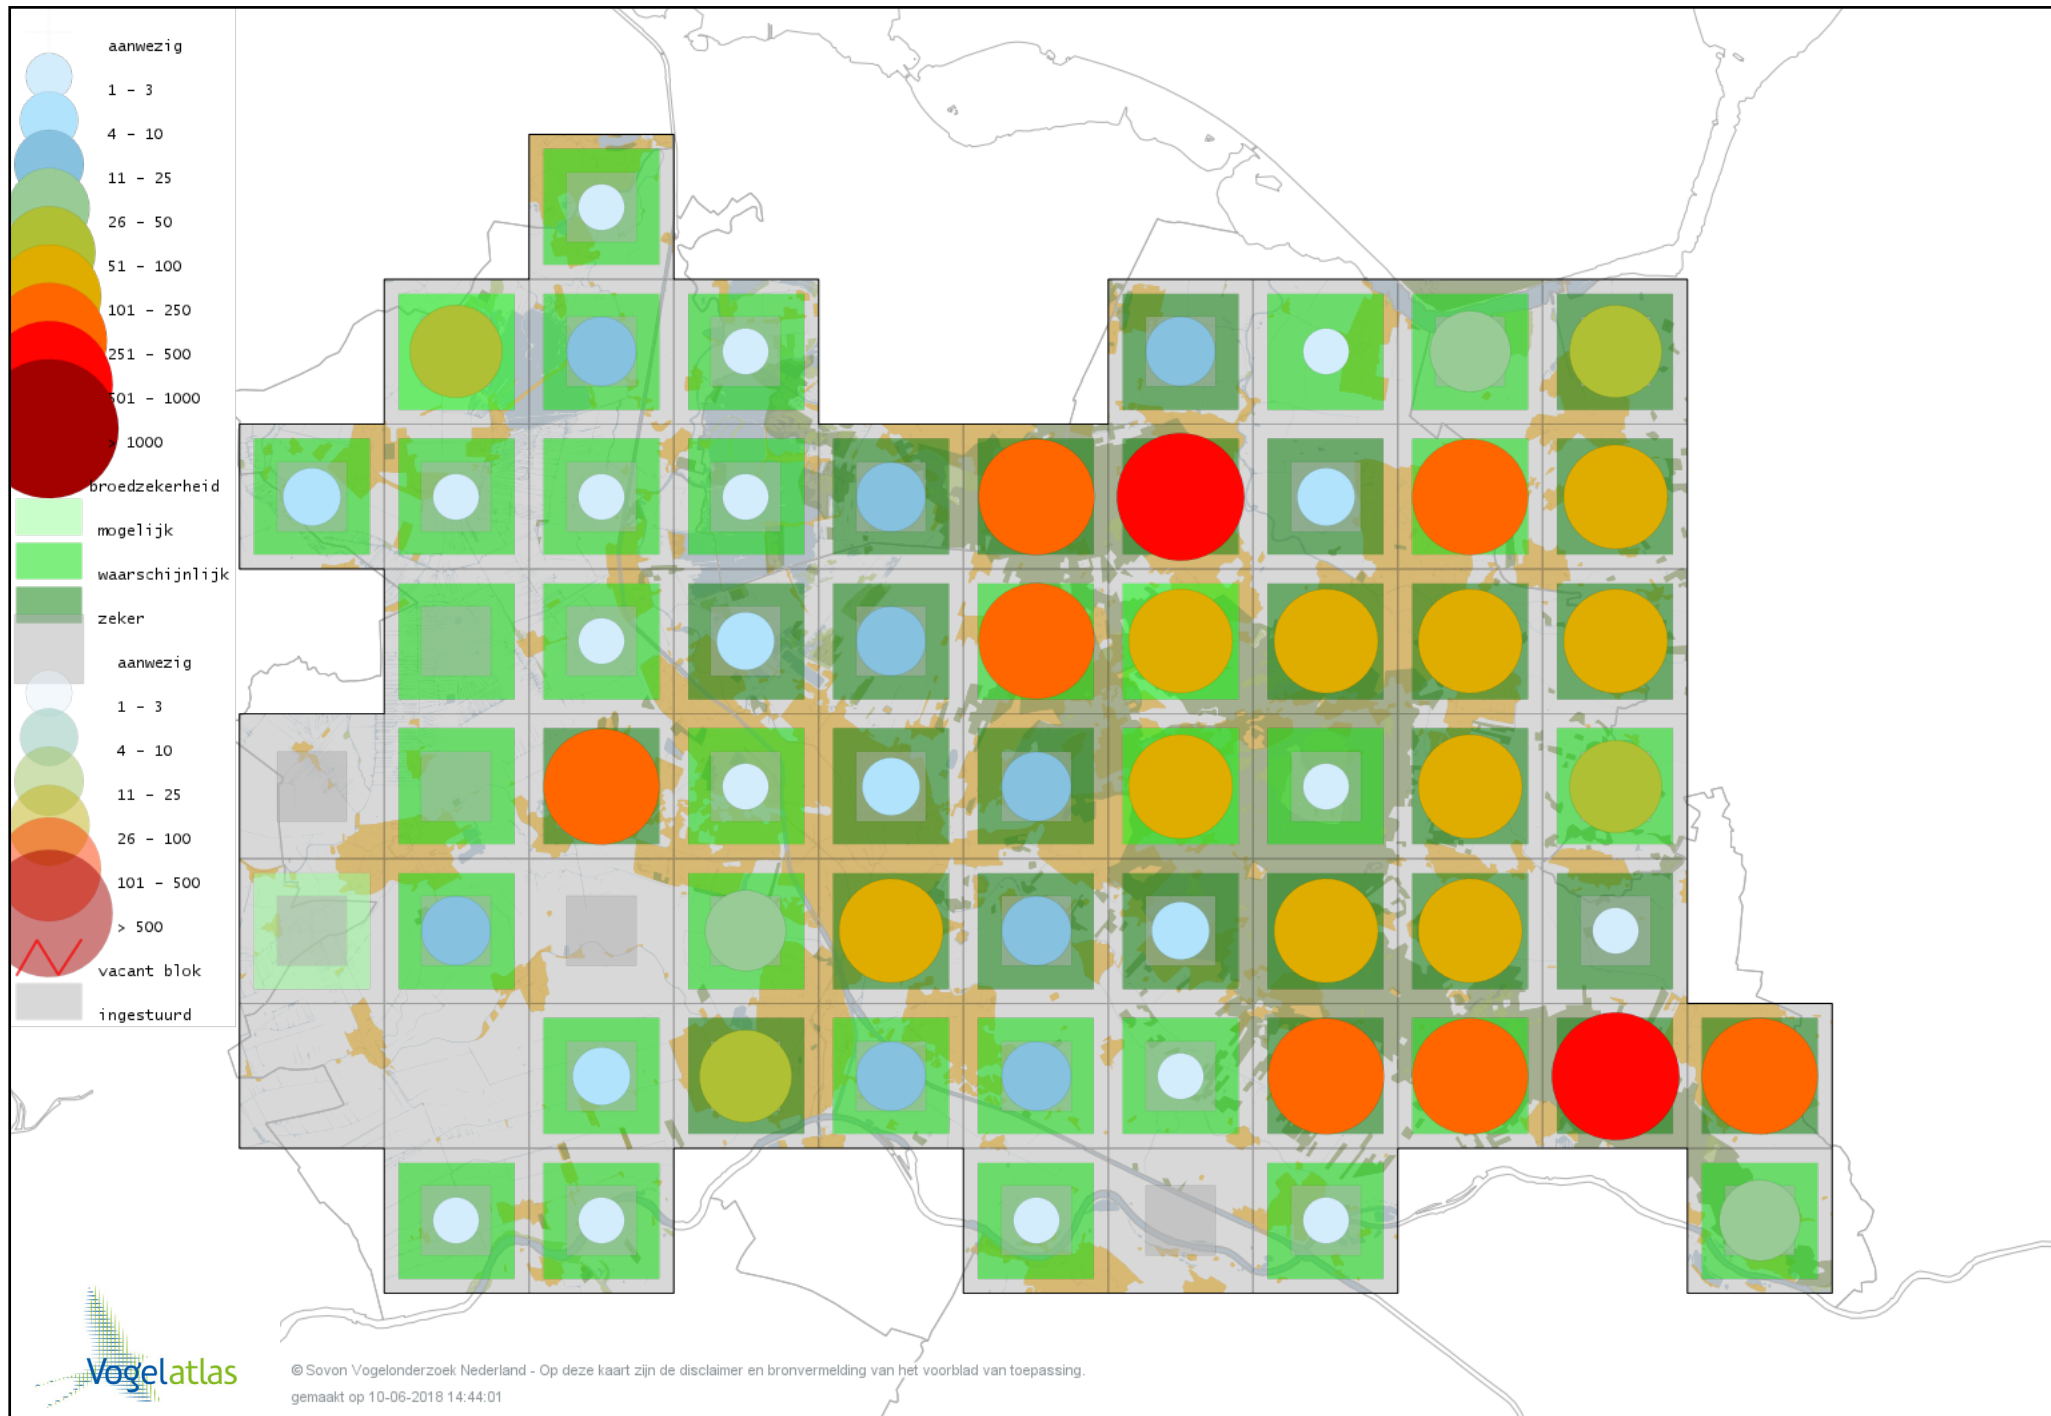 aanwezig
1 - 3
4 - 10
11 - 25
26 - 50
51 - 100
101 - 250
251 - 500
501 - 1000
> 1000
broedzekerheid
mogelijk
waarschijnlijk
zeker
aanwezig
1 - 3
4 - 10
11 - 25
26 - 100
101 - 500
> 500
vacant blok
ingestuurd
Vogelatlas
© Sovon Vogelonderzoek Nederland - Op deze kaart zijn de disclaimer en bronvermelding van het voorblad van toepassing.
gemaakt op 10-06-2018 14:44:01